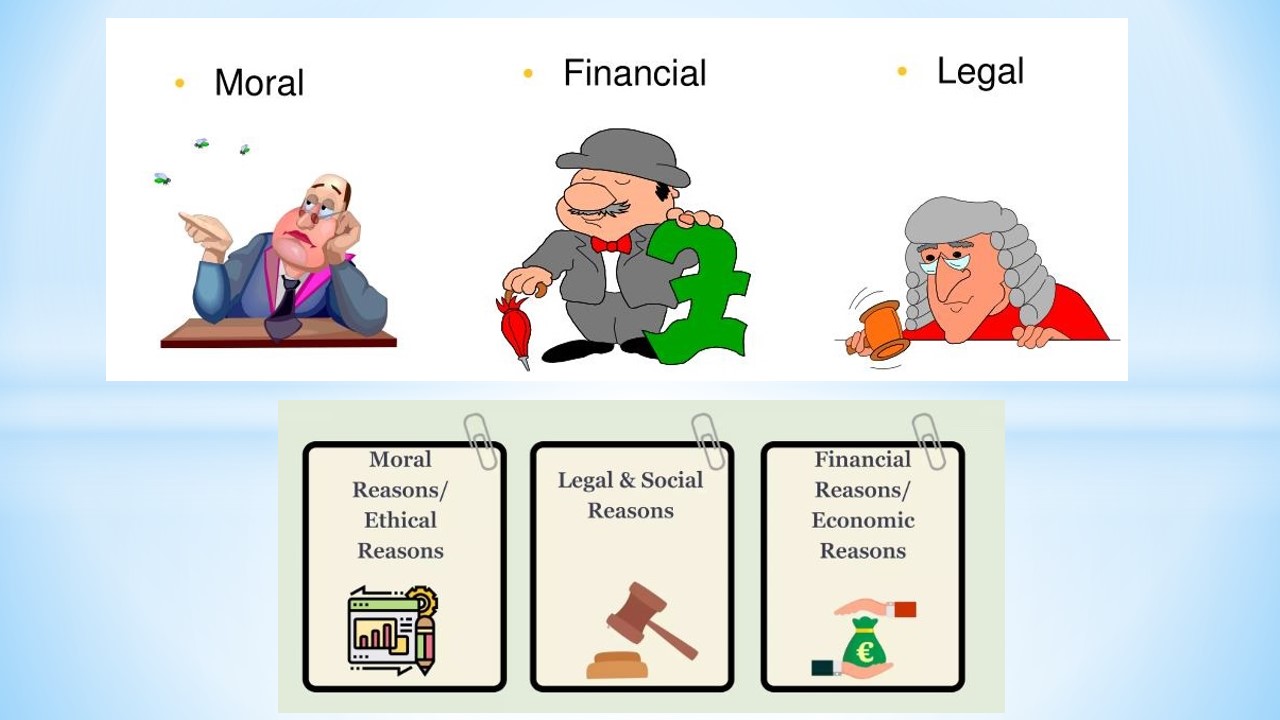 • Moral
• Financial
• Legal
Moral
Reasons/
Ethical
Reasons
Legal & Social
Reasons
Financial
Reasons/
Economic
Reasons
£
€